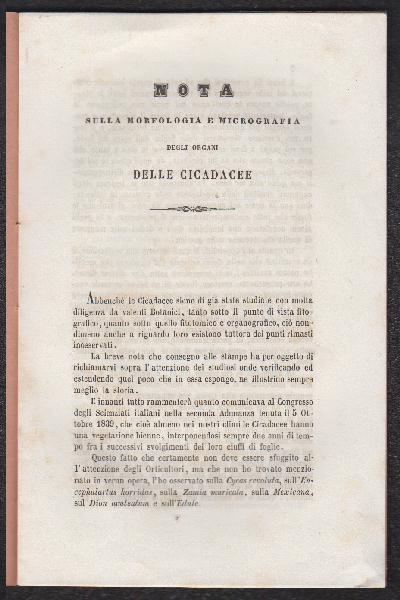 NOTA
SULLA MORFOLOGIA E MICROGRAFIA
DEGLI ORGANI
DELLE CICADACEE
Abbenchè le Cicadacee sieno di già state studiate con molta
diligenza da valenti Botanici, tanto sotto il punto di vista fito-
grafico, quanto sotto quello fitotomico e organografico, ciò non-
dimeno anche a riguardo loro esistono tuttora dei punti rimasti
inosservati.
La breve nota che consegno alle stampe ha per oggetto di
richiamarvi sopra l'attenzione dei studiosi onde verificando ed
estendendo quel poco che in essa espongo, ne illustrino sempre
meglio la storia.
E innanti tutto rammenterò quanto comunicava al Congresso
degli Scienziati italiani nella seconda Adunanza tenuta il 5 Ot-
tobre 1839, che cioè almeno nei nostri climi le Cicadacee hanno
una vegetazione bienne, interponendosi sempre due anni di tem-
po fra i successivi svolgimenti dei loro ciuffi di foglie.
Questo fatto che certamente non deve essere sfuggito al-
l'attenzione degli Orticultori, ma che non ho trovato menzio-
nato in verun opera, l'ho osservato sulla Cycas revoluta, sull'En-
cephalartus horridus, sulla Zamia muricata, sulla Mexicana,
sul Dion aculeatum e sull'Edule.